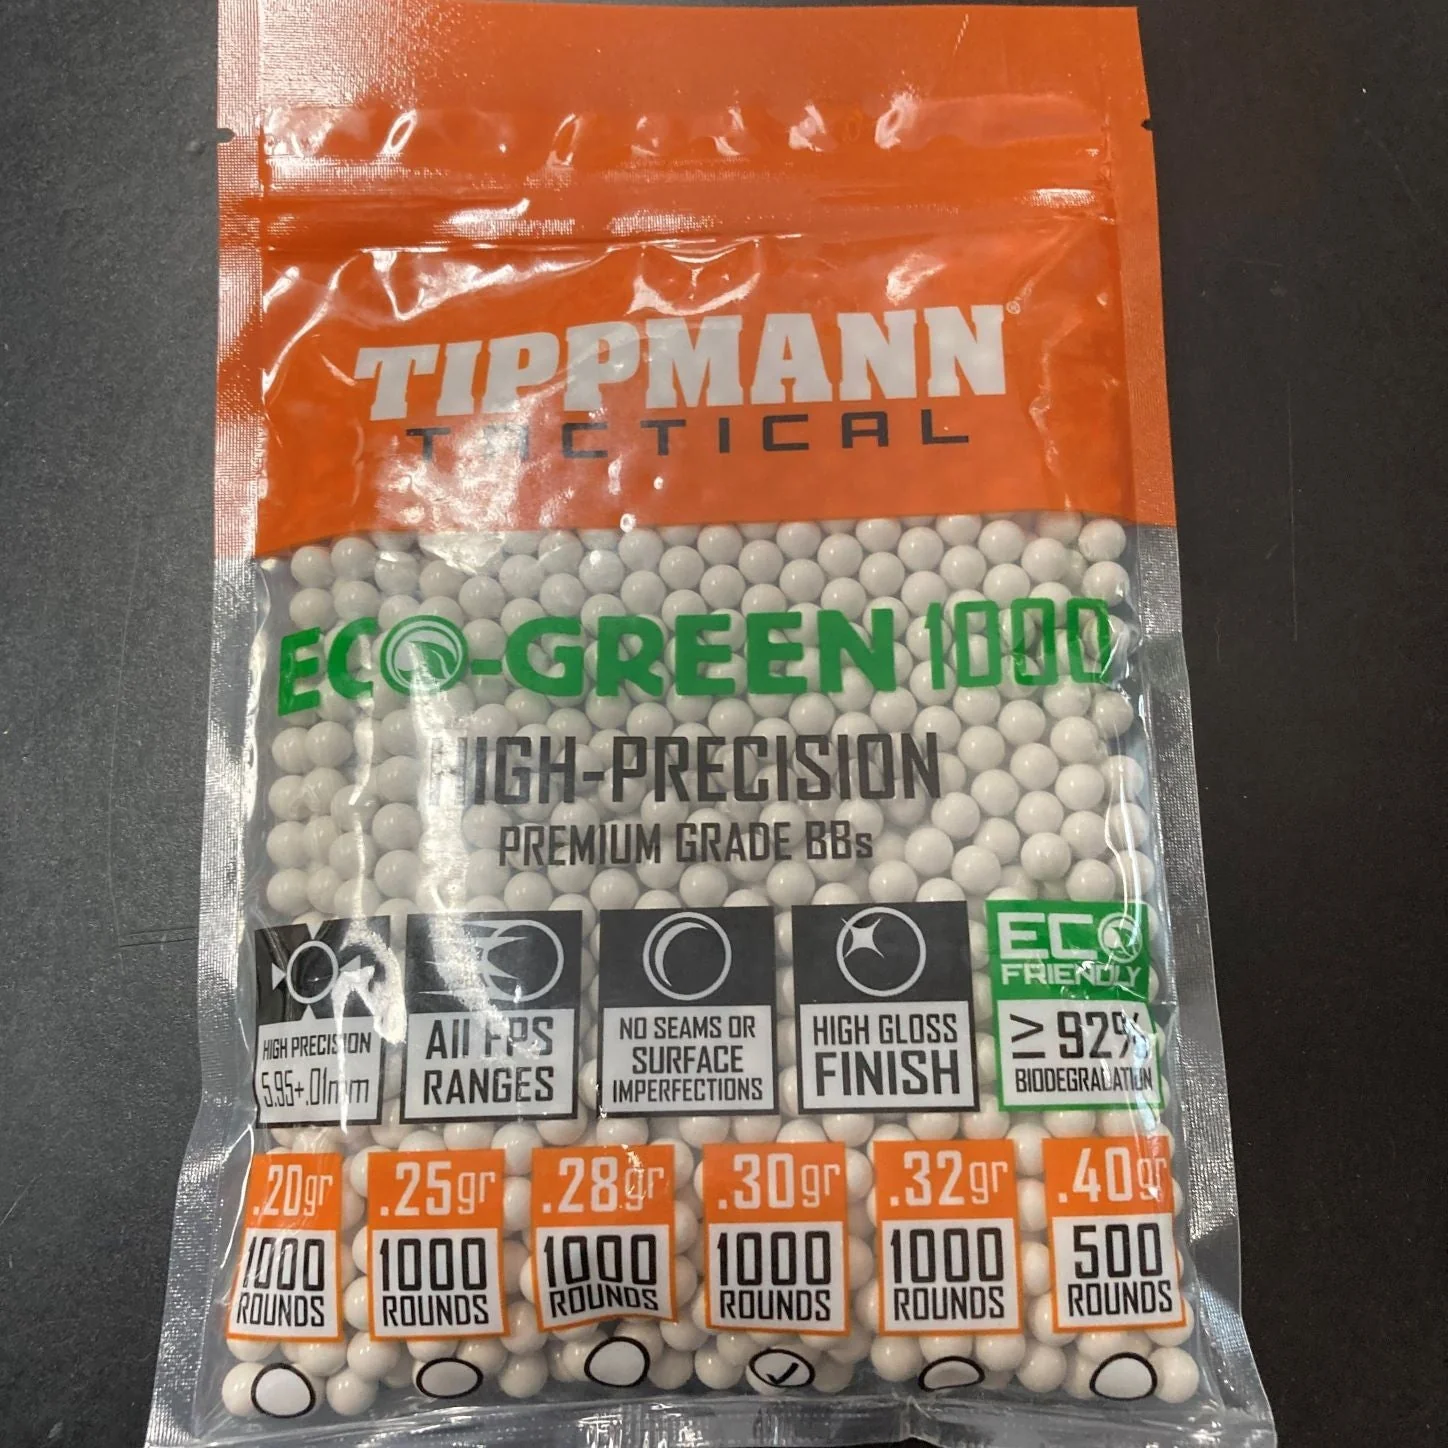 TIPPMANN®
TACTICAL
ECO-GREEN 1000
HIGH-PRECISION
PREMIUM GRADE BBs
HIGH PRECISION
5.95+.01mm
All FPS
RANGES
NO SEAMS OR
SURFACE
IMPERFECTIONS
HIGH GLOSS
FINISH
ECO
FRIENDLY
≥ 92%
BIODEGRADATION
.20gr
1000
ROUNDS
.25gr
1000
ROUNDS
.28gr
1000
ROUNDS
.30gr
1000
ROUNDS
.32gr
1000
ROUNDS
.40gr
500
ROUNDS